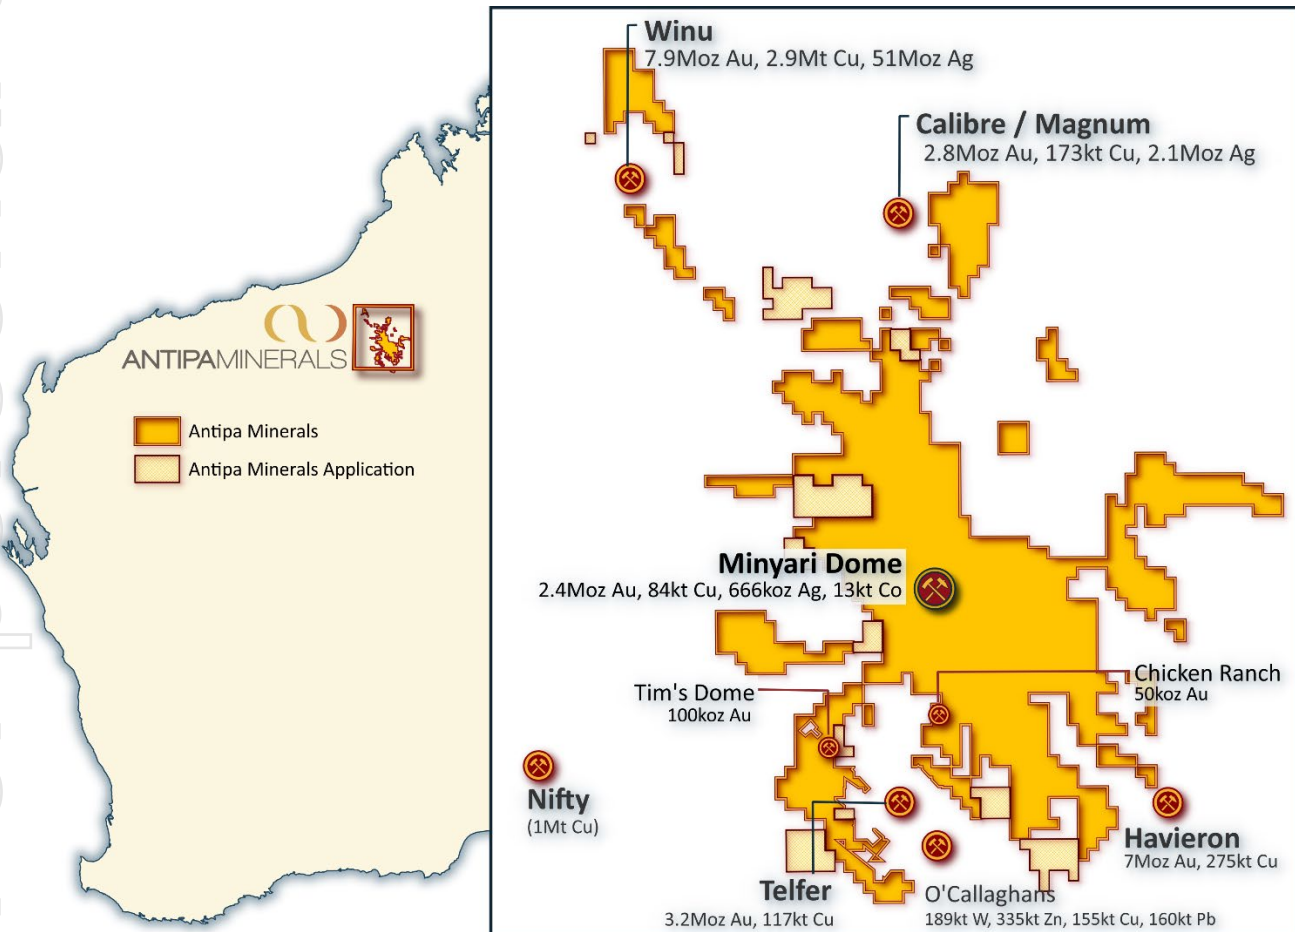 Winu
7.9Moz Au, 2.9Mt Cu, 51Moz Ag
Calibre / Magnum
2.8Moz Au, 173kt Cu, 2.1Moz Ag
ANTIPAMINERALS
Antipa Minerals
Antipa Minerals Application
Minyari Dome
2.4Moz Au, 84kt Cu, 666koz Ag, 13kt Co
Chicken Ranch
50koz Au
Tim's Dome
100koz Au
Nifty
(1Mt Cu)
Havieron
7Moz Au, 275kt Cu
Telfer
3.2Moz Au, 117kt Cu
O'Callaghans
189kt W, 335kt Zn, 155kt Cu, 160kt Pb